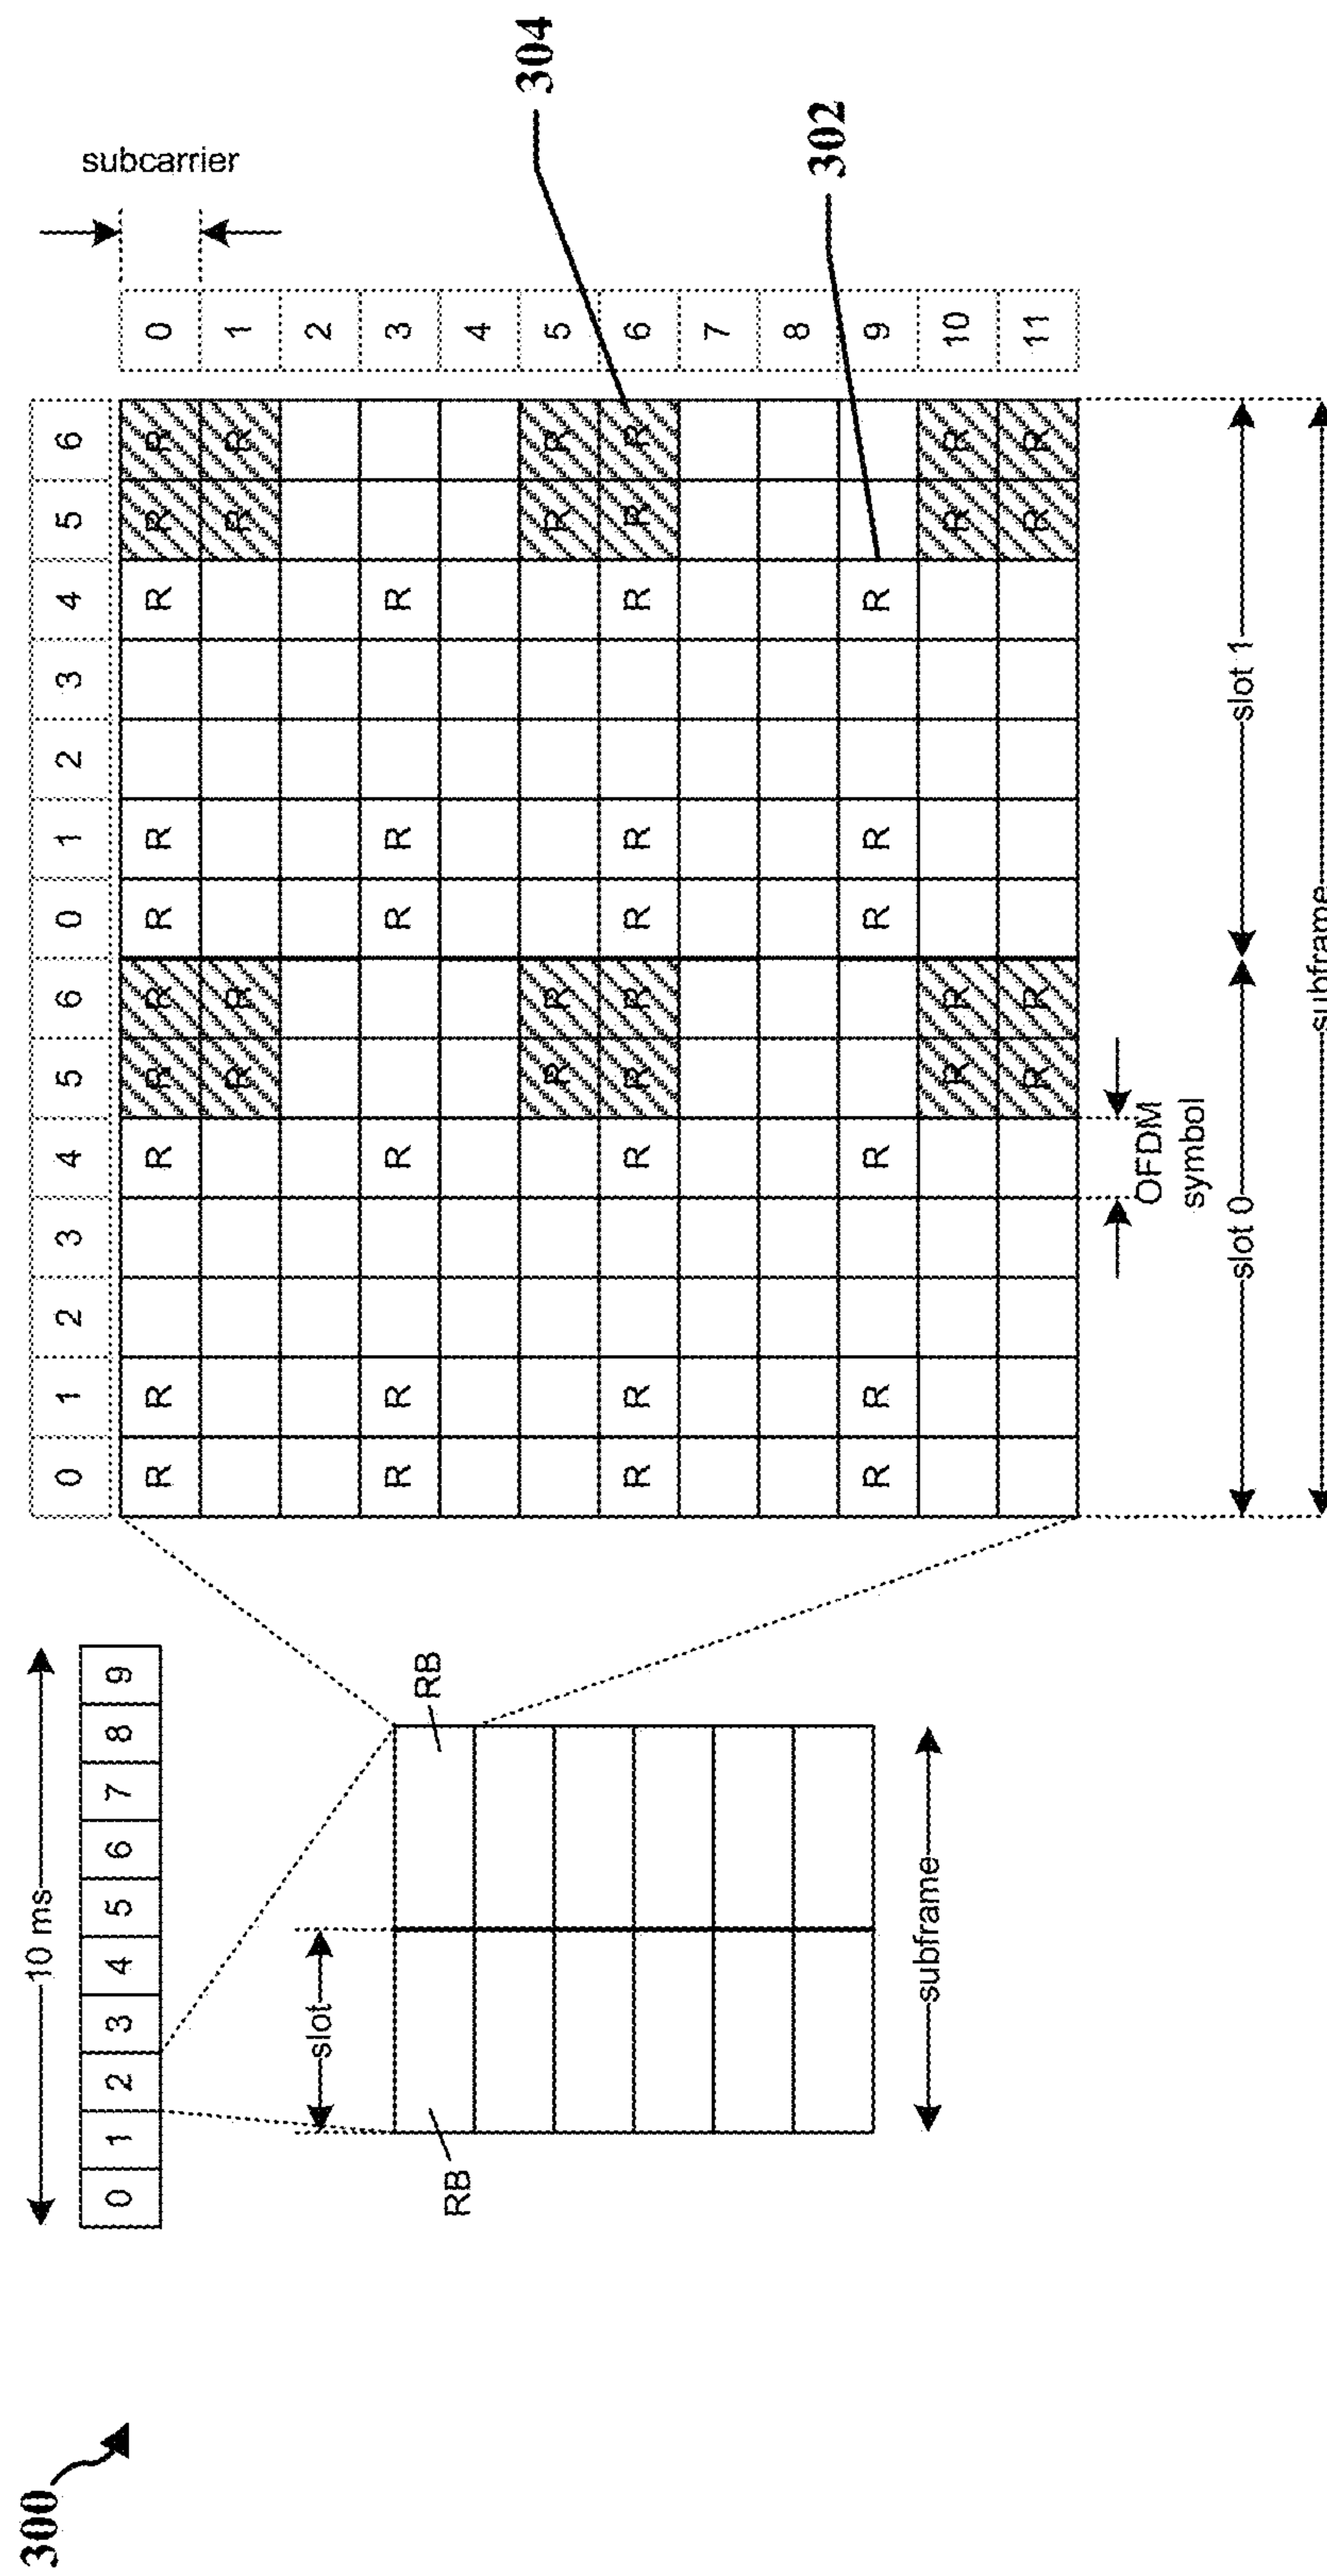 300
10 ms
0 1 2 3 4 5 6 7 8 9
slot
RB
RB
subframe
0 1 2 3 4 5 6 0 1 2 3 4 5 6
subcarrier
R R R R R R R R R R 0
R R R R 1
2
R R R R R R 3
4
R R R R 5
R R R R R R R R R R 6
7
8
R R R R R R 9
R R R R 10
R R R R 11
304
302
OFDM
symbol
slot 0
slot 1
subframe